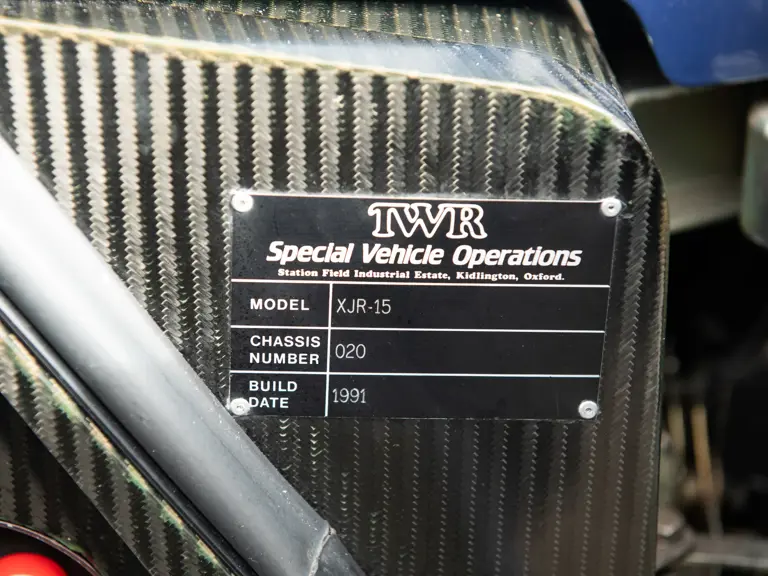 TWR
Special Vehicle Operations
Station Field Industrial Estate, Kidlington, Oxford.
MODEL XJR-15
CHASSIS NUMBER 020
BUILD DATE 1991